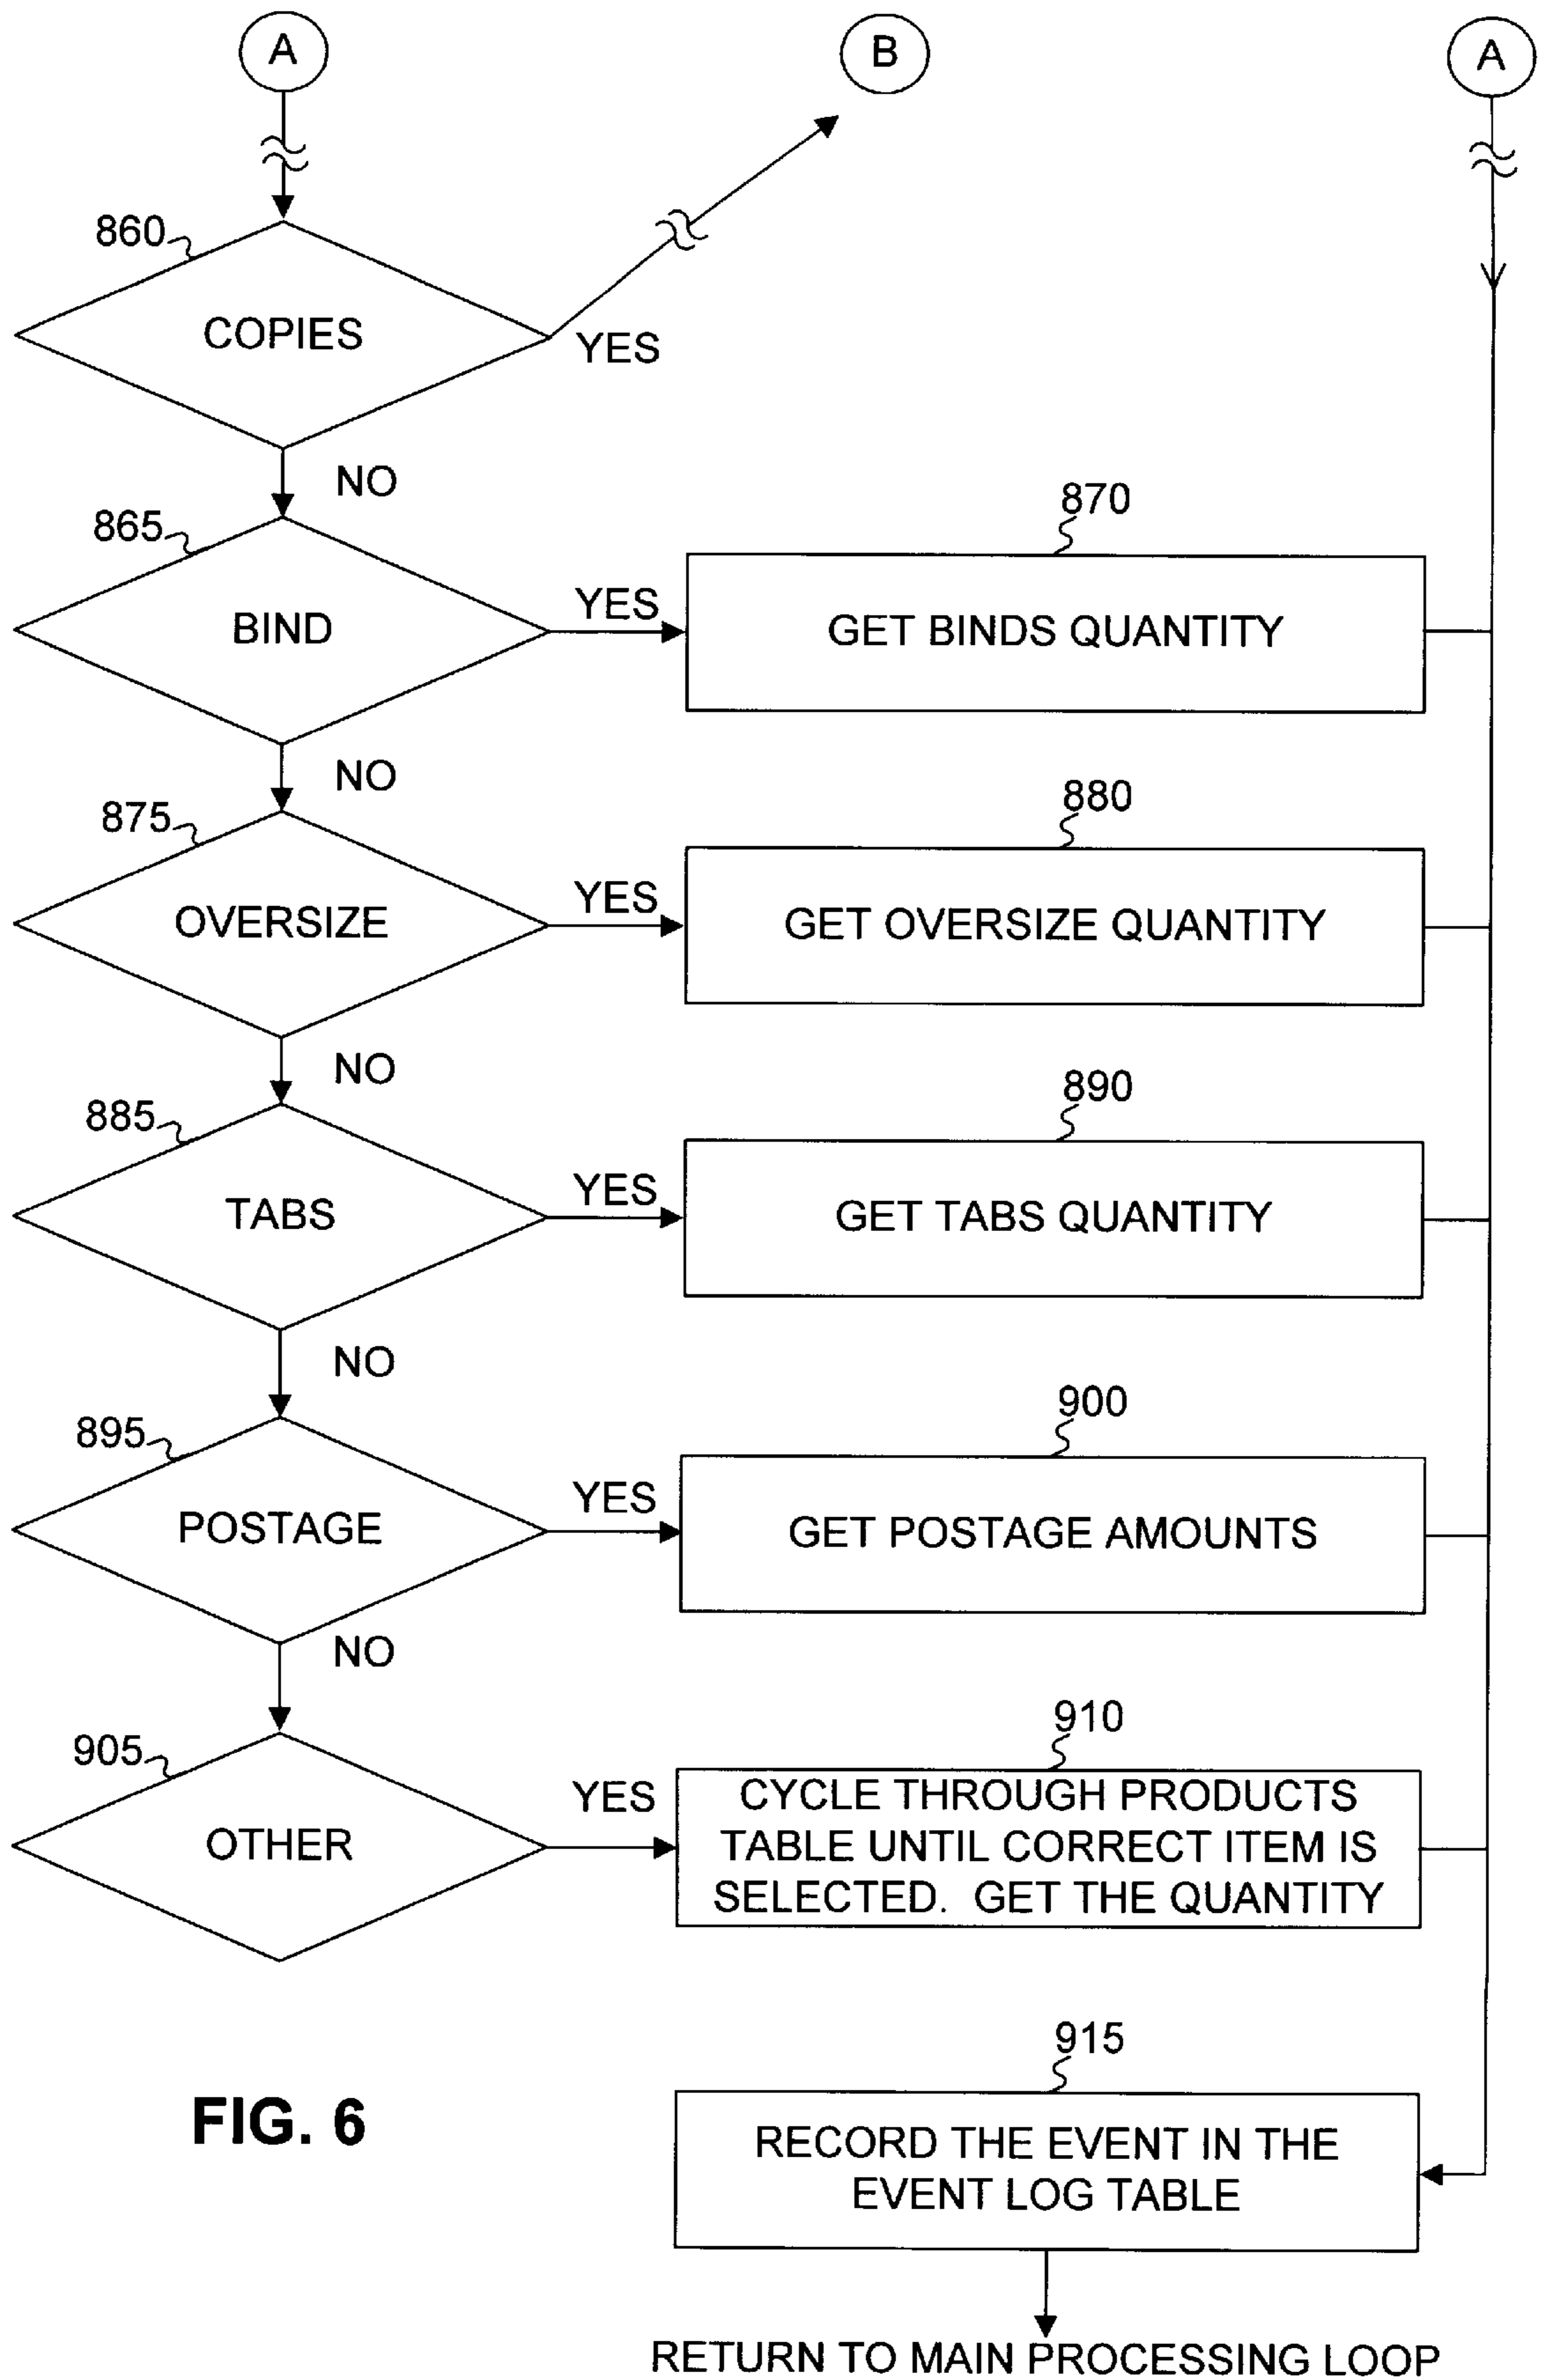 A
B
A
860
COPIES
YES
NO
865
BIND
YES
870
GET BINDS QUANTITY
NO
875
OVERSIZE
YES
880
GET OVERSIZE QUANTITY
NO
885
TABS
YES
890
GET TABS QUANTITY
NO
895
POSTAGE
YES
900
GET POSTAGE AMOUNTS
NO
905
OTHER
YES
910
CYCLE THROUGH PRODUCTS
TABLE UNTIL CORRECT ITEM IS
SELECTED. GET THE QUANTITY
915
RECORD THE EVENT IN THE
EVENT LOG TABLE
FIG. 6
RETURN TO MAIN PROCESSING LOOP